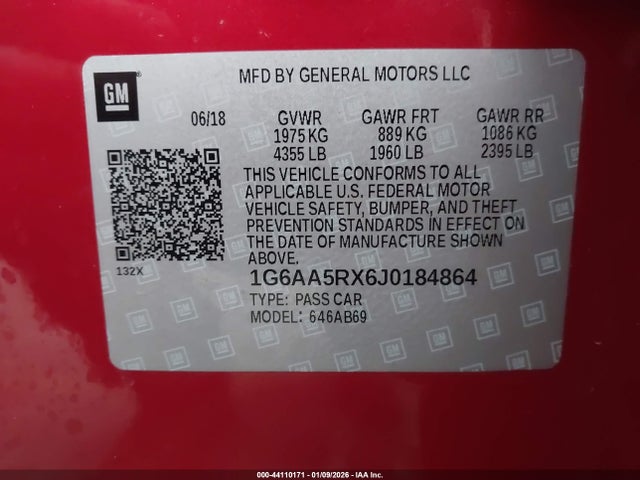 GM
MFD BY GENERAL MOTORS LLC
06/18 GVWR GAWR FRT GAWR RR
1975 KG 889 KG 1086 KG
4355 LB 1960 LB 2395 LB
THIS VEHICLE CONFORMS TO ALL
APPLICABLE U.S. FEDERAL MOTOR
VEHICLE SAFETY, BUMPER, AND THEFT
PREVENTION STANDARDS IN EFFECT ON
THE DATE OF MANUFACTURE SHOWN
ABOVE.
132X
1G6AA5RX6J0184864
TYPE: PASS CAR
MODEL: 646AB69
000-44110171 - 01/09/2026 - IAA Inc.